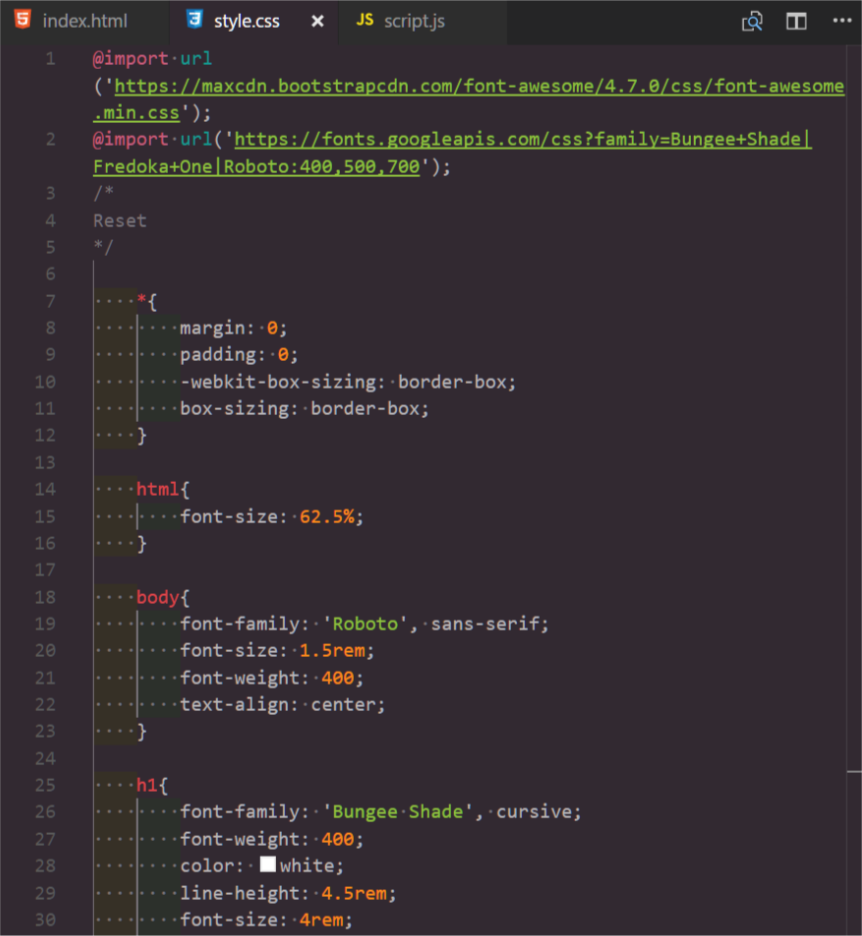 index.html style.css × JS script.js ...
1 @import url
('https://maxcdn.bootstrapcdn.com/font-awesome/4.7.0/css/font-awesome
.min.css');
2 @import url('https://fonts.googleapis.com/css?family=Bungee+Shade|
Fredoka+One|Roboto:400,500,700');
3 /*
4 Reset
5 */
6
7 *{
8 margin: 0;
9 padding: 0;
10 -webkit-box-sizing: border-box;
11 box-sizing: border-box;
12 }
13
14 html{
15 font-size: 62.5%;
16 }
17
18 body{
19 font-family: 'Roboto', sans-serif;
20 font-size: 1.5rem;
21 font-weight: 400;
22 text-align: center;
23 }
24
25 h1{
26 font-family: 'Bungee Shade', cursive;
27 font-weight: 400;
28 color: white;
29 line-height: 4.5rem;
30 font-size: 4rem;